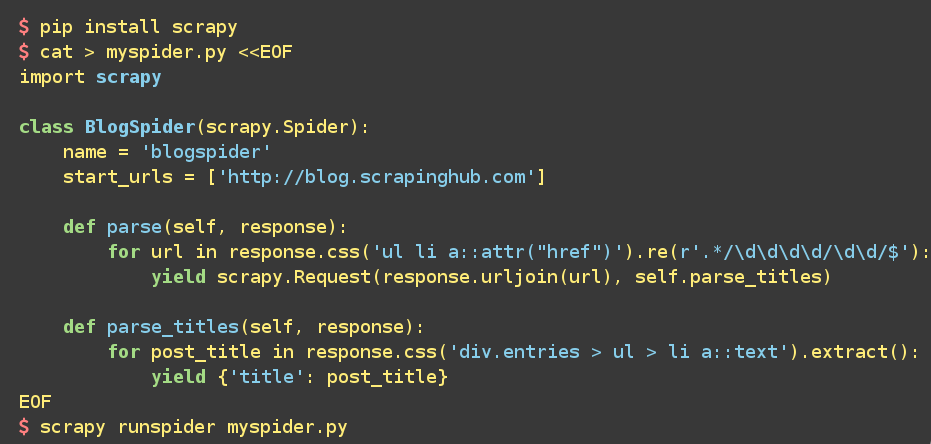 $ pip install scrapy
$ cat > myspider.py <<EOF
import scrapy

class BlogSpider(scrapy.Spider):
    name = 'blogspider'
    start_urls = ['http://blog.scrapinghub.com']

    def parse(self, response):
        for url in response.css('ul li a::attr("href")').re(r'.*/\d\d\d\d/\d\d/$'):
            yield scrapy.Request(response.urljoin(url), self.parse_titles)

    def parse_titles(self, response):
        for post_title in response.css('div.entries > ul > li a::text').extract():
            yield {'title': post_title}
EOF
$ scrapy runspider myspider.py